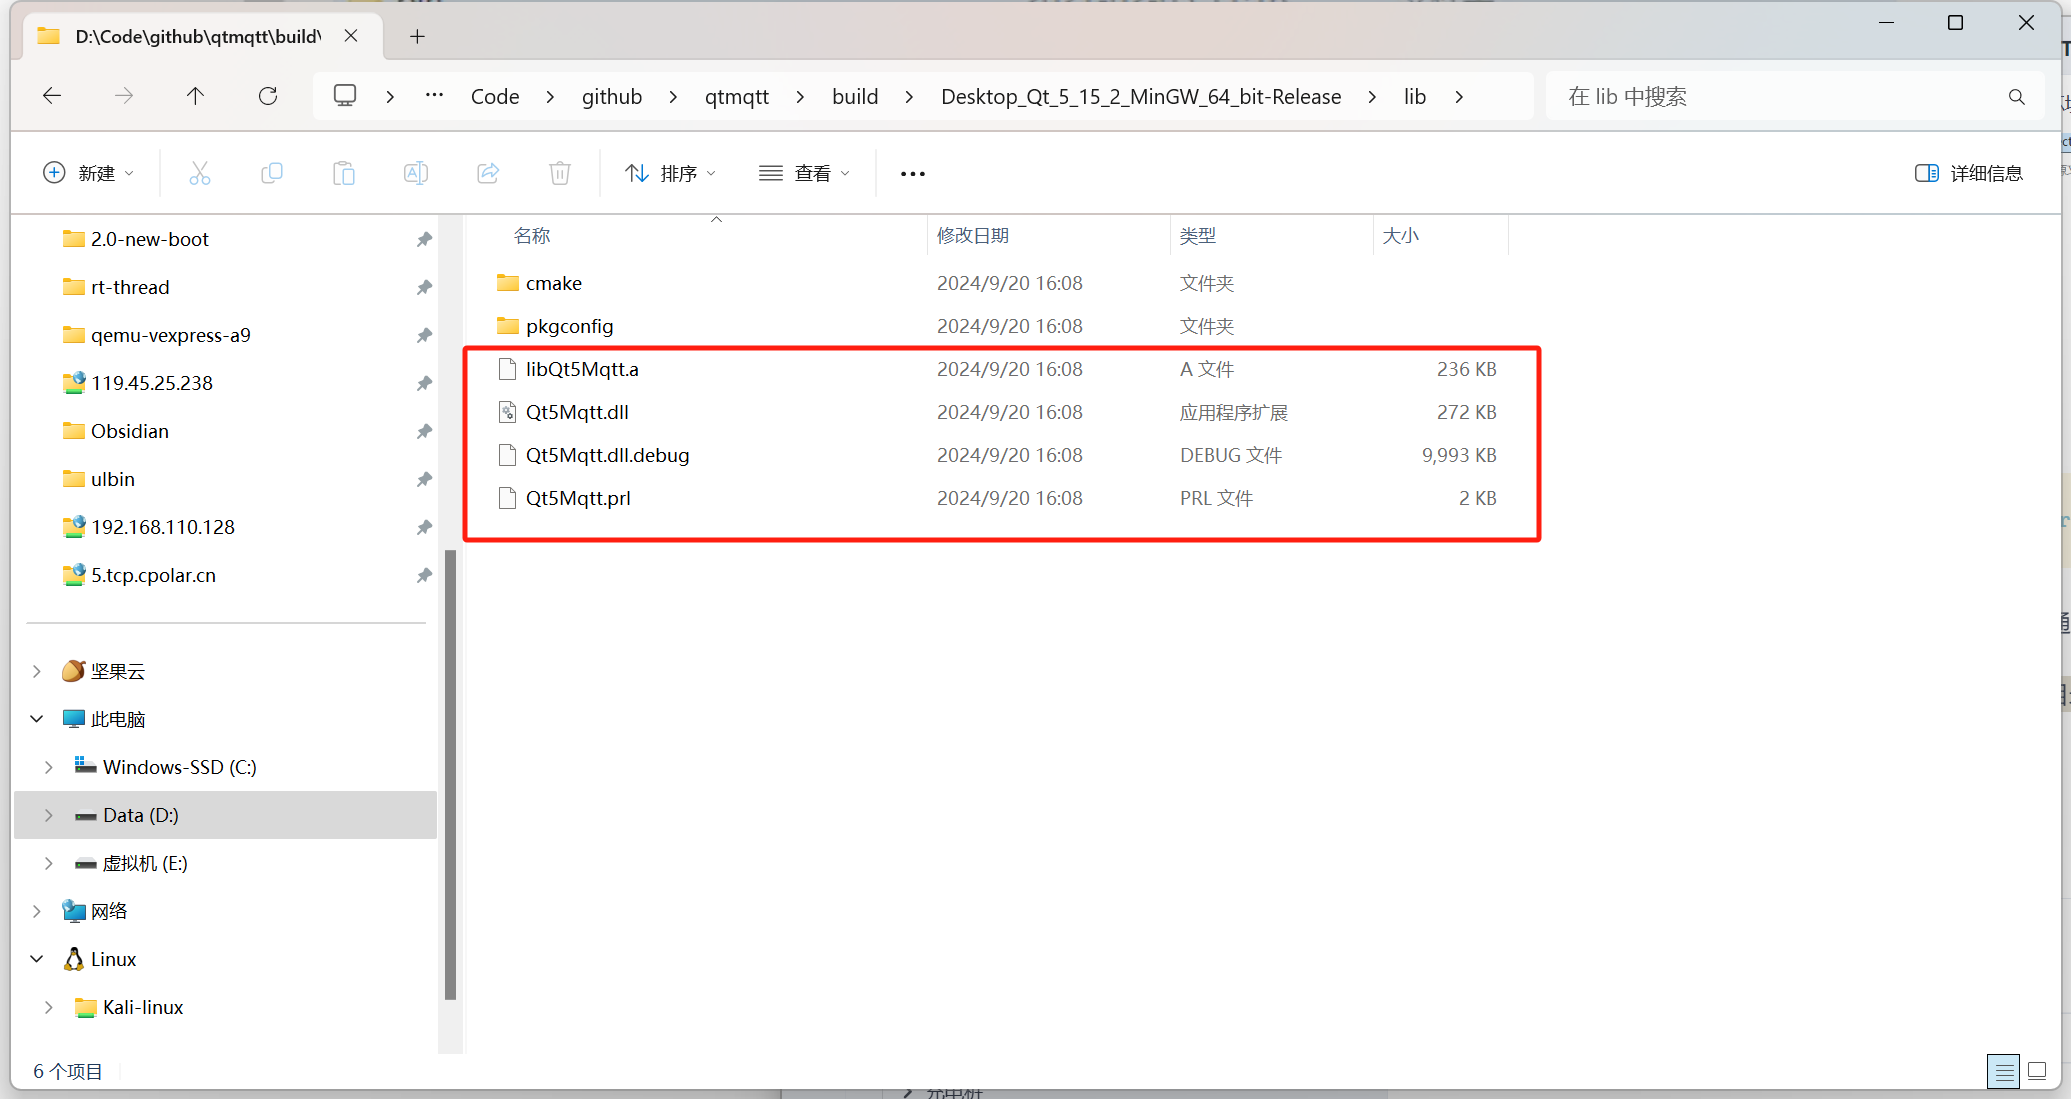 D:\Code\github\qtmqtt\build\
Code github qtmqtt build Desktop_Qt_5_15_2_MinGW_64_bit-Release lib
在 lib 中搜索
新建 排序 查看 详细信息
2.0-new-boot
rt-thread
qemu-vexpress-a9
119.45.25.238
Obsidian
ulbin
192.168.110.128
5.tcp.cpolar.cn
坚果云
此电脑
Windows-SSD (C:)
Data (D:)
虚拟机 (E:)
网络
Linux
Kali-linux
名称 修改日期 类型 大小
cmake 2024/9/20 16:08 文件夹
pkgconfig 2024/9/20 16:08 文件夹
libQt5Mqtt.a 2024/9/20 16:08 A 文件 236 KB
Qt5Mqtt.dll 2024/9/20 16:08 应用程序扩展 272 KB
Qt5Mqtt.dll.debug 2024/9/20 16:08 DEBUG 文件 9,993 KB
Qt5Mqtt.prl 2024/9/20 16:08 PRL 文件 2 KB
6 个项目